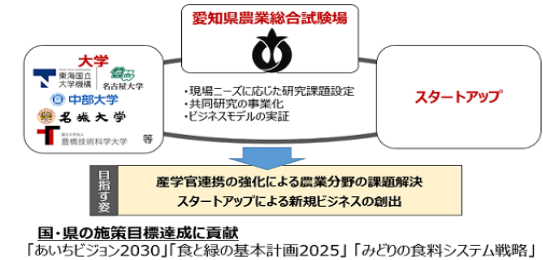 愛知県農業総合試験場
大学
東海国立
大学機構
名古屋大学
中部大学
名城大学
国立大学法人
豊橋技術科学大学
等
・現場ニーズに応じた研究課題設定
・共同研究の事業化
・ビジネスモデルの実証
スタートアップ
目指す姿
産学官連携の強化による農業分野の課題解決
スタートアップによる新規ビジネスの創出
国・県の施策目標達成に貢献
「あいちビジョン2030」「食と緑の基本計画2025」「みどりの食料システム戦略」